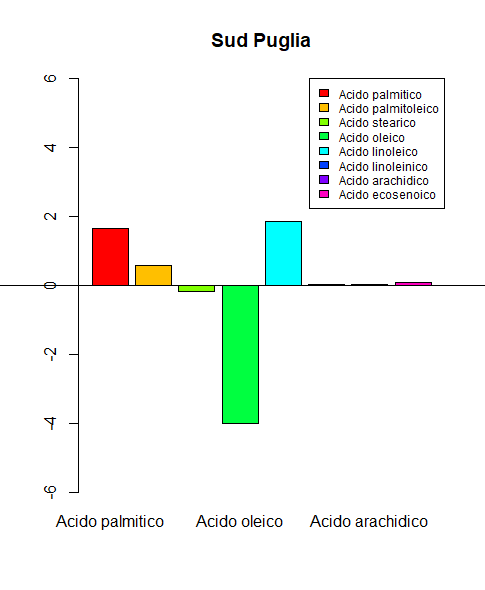 Sud Puglia
6
4
2
0
-2
-4
-6
Acido palmitico
Acido palmitoleico
Acido stearico
Acido oleico
Acido linoleico
Acido linoleinico
Acido arachidico
Acido ecosenoico
Acido palmitico
Acido oleico
Acido arachidico